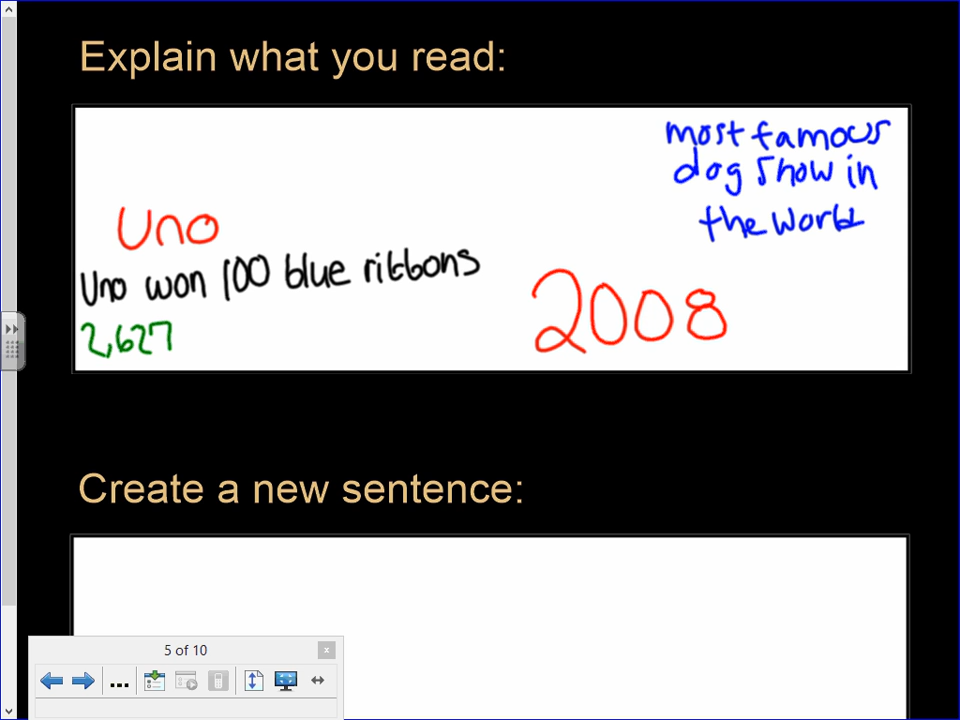 Explain what you read:
most famous
dog show in
the world
Uno
Uno won 100 blue ribbons
2008
2,627
Create a new sentence:
5 of 10